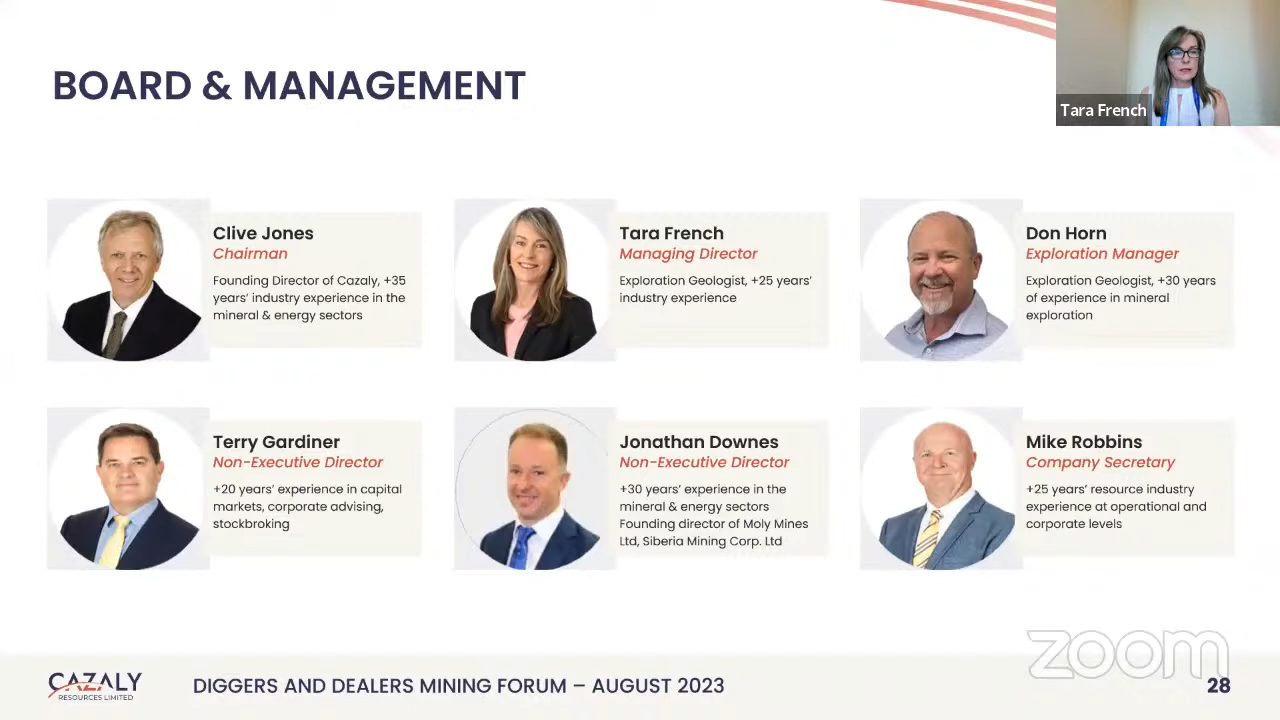 BOARD & MANAGEMENT
Tara French
Clive Jones
Chairman
Founding Director of Cazaly, +35
years' industry experience in the
mineral & energy sectors
Tara French
Managing Director
Exploration Geologist, +25 years'
industry experience
Don Horn
Exploration Manager
Exploration Geologist, +30 years
of experience in mineral
exploration
Terry Gardiner
Non-Executive Director
+20 years' experience in capital
markets, corporate advising,
stockbroking
Jonathan Downes
Non-Executive Director
+30 years' experience in the
mineral & energy sectors
Founding director of Moly Mines
Ltd, Siberia Mining Corp. Ltd
Mike Robbins
Company Secretary
+25 years' resource industry
experience at operational and
corporate levels
zoom
CAZALY
RESOURCES LIMITED
DIGGERS AND DEALERS MINING FORUM – AUGUST 2023
28